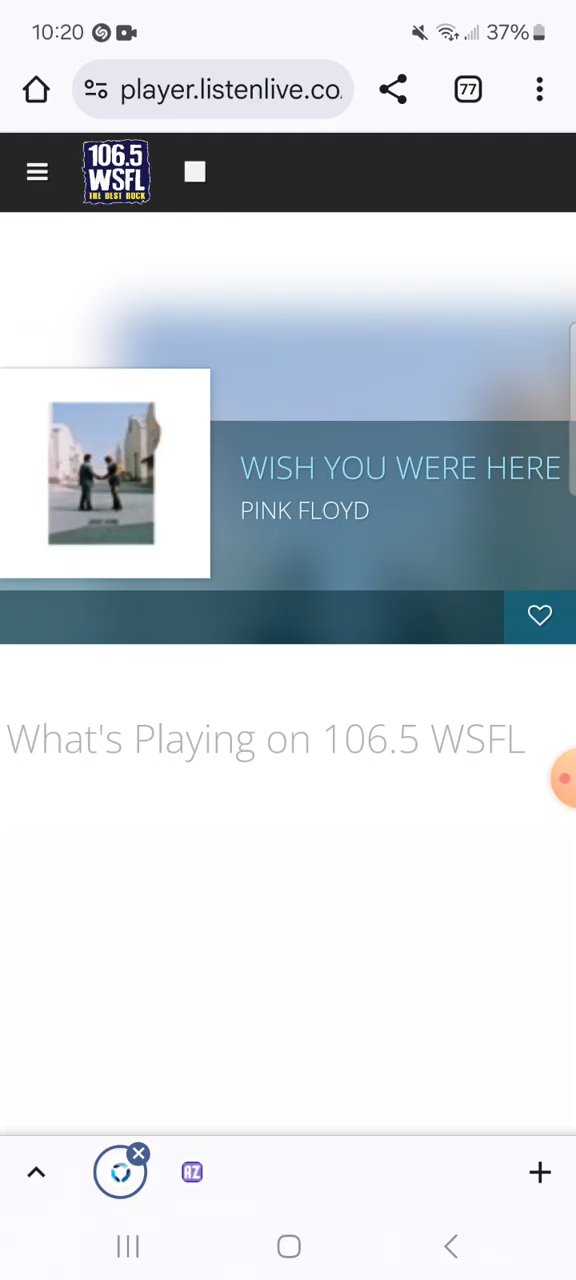 10:20
37%
player.listenlive.co
77
106.5
WSFL
THE BEST ROCK
WISH YOU WERE HERE
PINK FLOYD
What's Playing on 106.5 WSFL
AZ